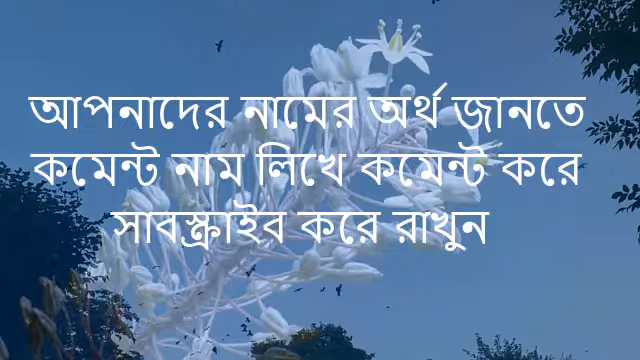 আপনাদের নামের অর্থ জানতে
কমেন্ট নাম লিখে কমেন্ট করে
সাবস্ক্রাইব করে রাখুন